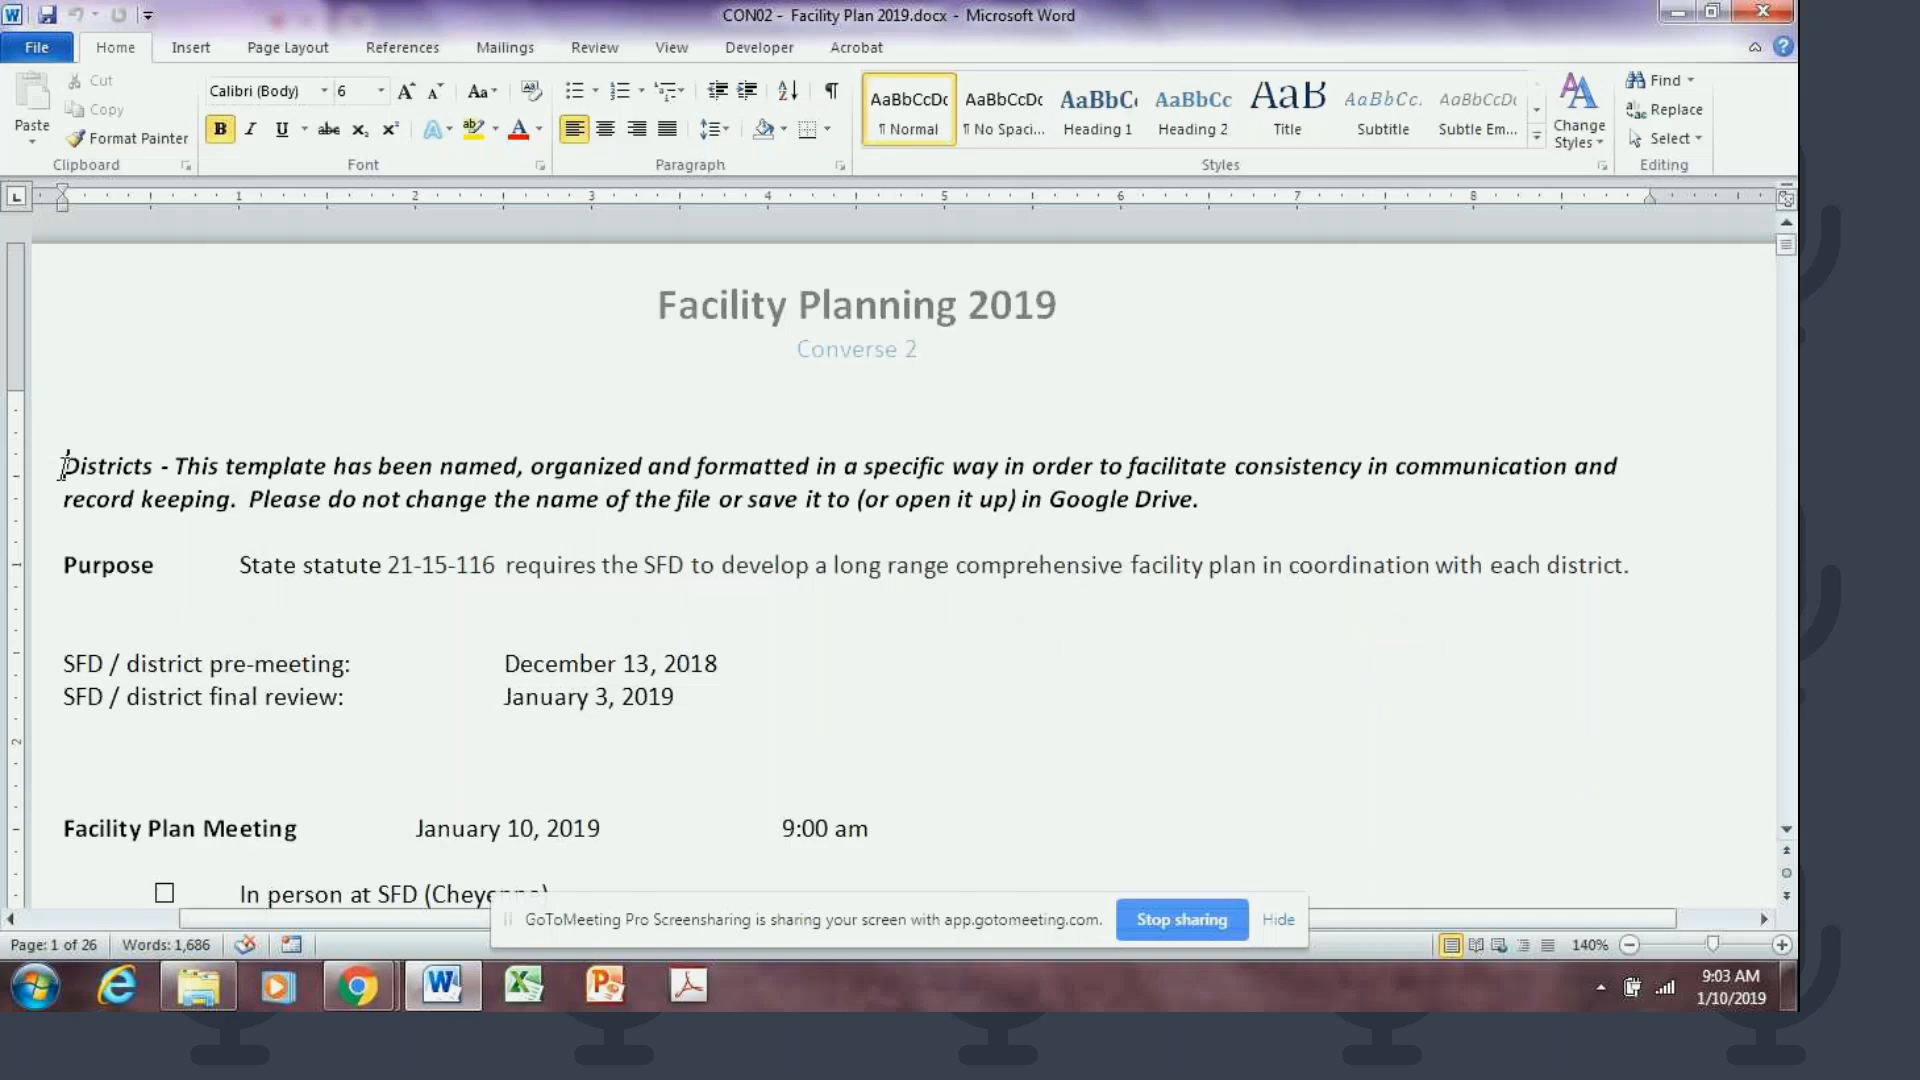 CON02 - Facility Plan 2019.docx - Microsoft Word
File Home Insert Page Layout References Mailings Review View Developer Acrobat
Paste
Cut
Copy
Format Painter
Clipboard
Calibri (Body) 6
Font
Paragraph
AaBbCcDc AaBbCcDc AaBbC AaBbCc AaB AaBbCc. AaBbCcDc
¶ Normal ¶ No Spaci... Heading 1 Heading 2 Title Subtitle Subtle Em...
Change
Styles
Styles
Find
Replace
Select
Editing
1 2 3 4 5 6 7 8
Facility Planning 2019
Converse 2
Districts - This template has been named, organized and formatted in a specific way in order to facilitate consistency in communication and
record keeping. Please do not change the name of the file or save it to (or open it up) in Google Drive.
Purpose State statute 21-15-116 requires the SFD to develop a long range comprehensive facility plan in coordination with each district.
SFD / district pre-meeting: December 13, 2018
SFD / district final review: January 3, 2019
Facility Plan Meeting January 10, 2019 9:00 am
In person at SFD (Cheyenne)
GoToMeeting Pro Screensharing is sharing your screen with app.gotomeeting.com. Stop sharing Hide
Page: 1 of 26 Words: 1,686 140%
9:03 AM
1/10/2019